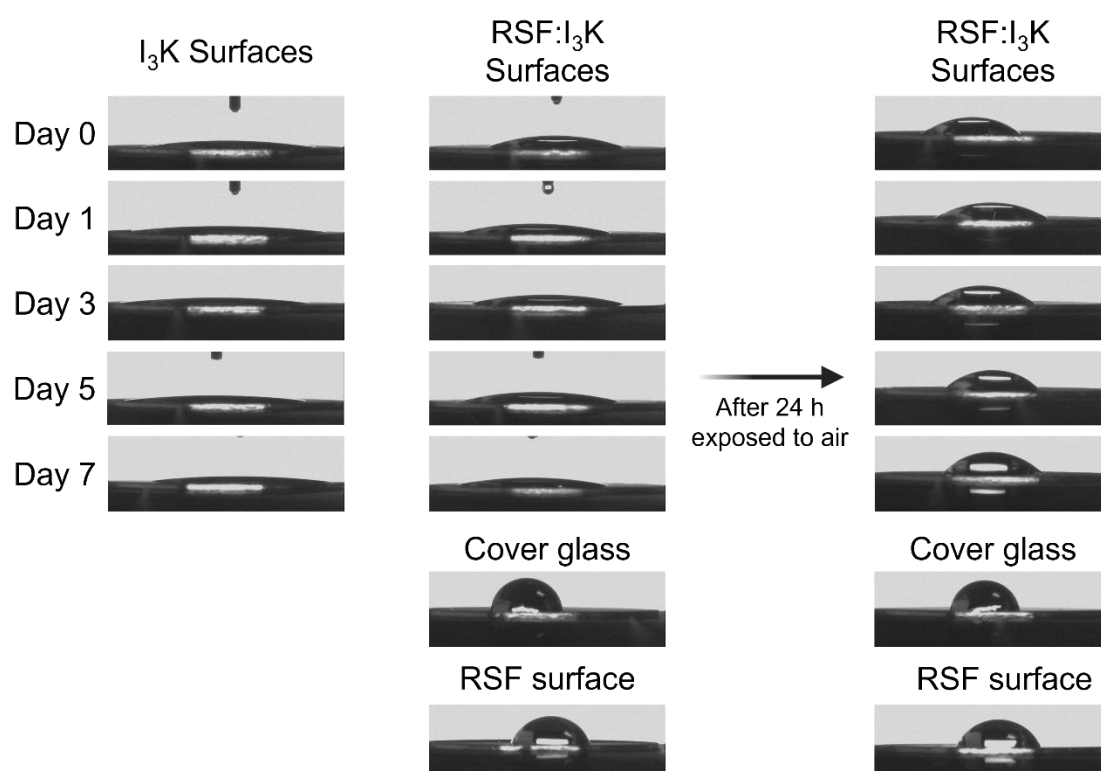 I₃K Surfaces
RSF:I₃K
Surfaces
RSF:I₃K
Surfaces
Day 0
Day 1
Day 3
Day 5
Day 7
After 24 h
exposed to air
Cover glass
Cover glass
RSF surface
RSF surface